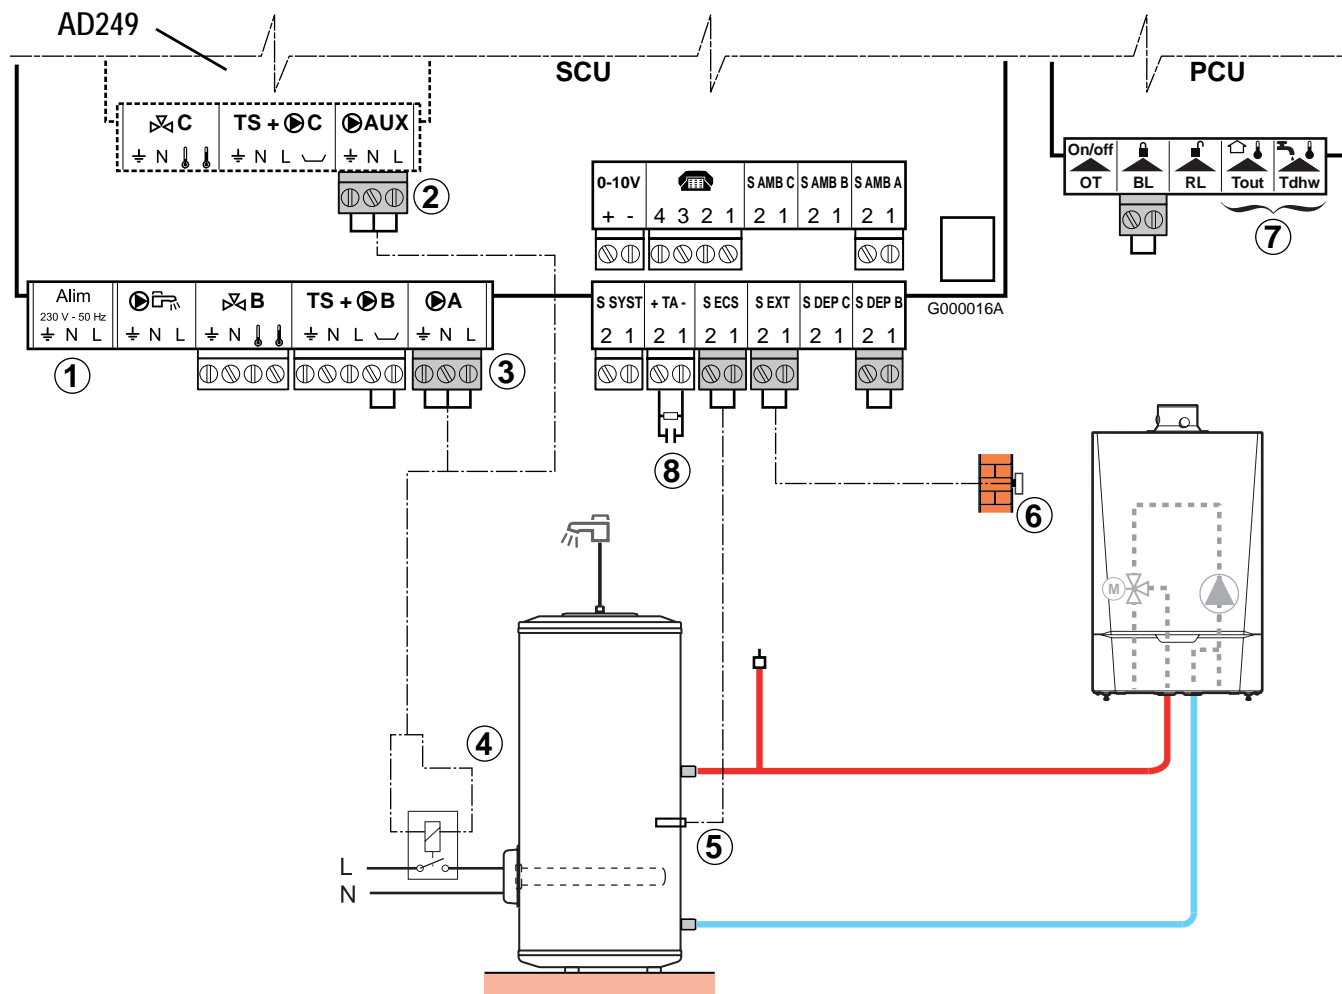 AD249
SCU
PCU
C
TS + C
AUX
N
N L
N L
2
0-10V
S AMB C
S AMB B
S AMB A
+ -
4 3 2 1
2 1
2 1
2 1
On/off
OT
BL
RL
Tout
Tdhw
7
G000016A
Alim
230 V - 50 Hz
N L
N L
B
N
TS + B
N L
A
N L
1
3
S SYST
+ TA -
S ECS
S EXT
S DEP C
S DEP B
2 1
2 1
2 1
2 1
2 1
2 1
8
6
M
4
5
L
N